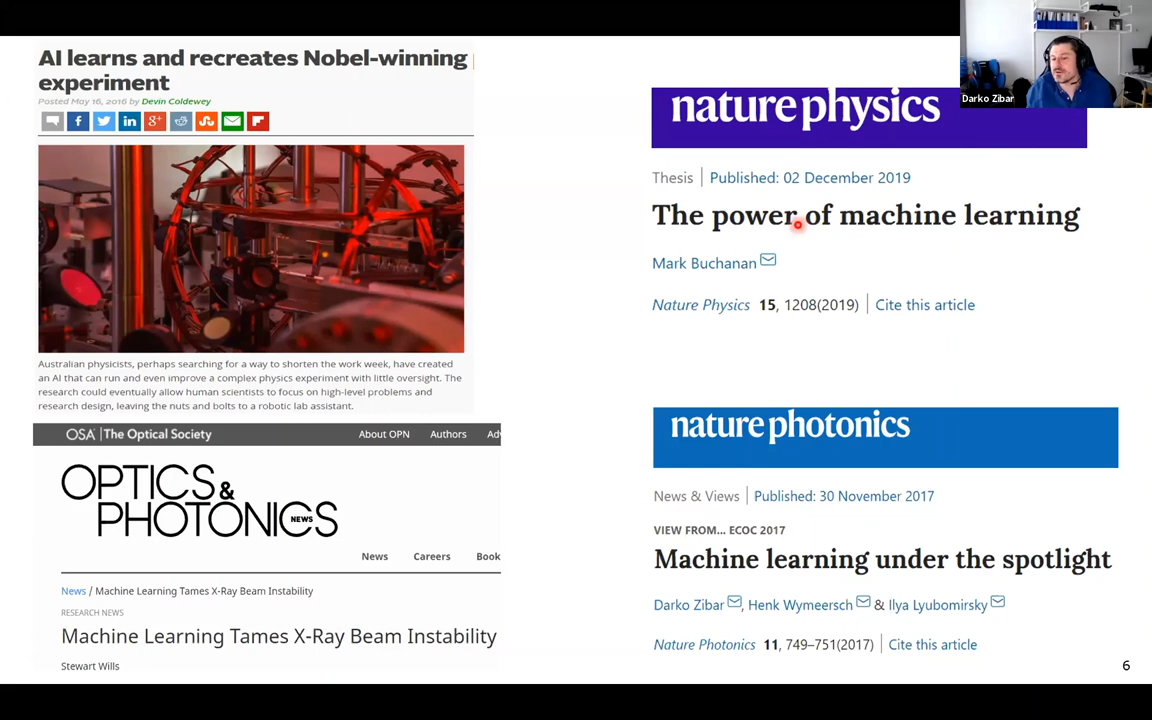 AI learns and recreates Nobel-winning
experiment
Posted May 16, 2016 by Devin Coldewey
Australian physicists, perhaps searching for a way to shorten the work week, have created
an AI that can run and even improve a complex physics experiment with little oversight. The
research could eventually allow human scientists to focus on high-level problems and
research design, leaving the nuts and bolts to a robotic lab assistant.
OSA | The Optical Society
About OPN Authors Adv
OPTICS &
PHOTONICS NEWS
News Careers Book
News / Machine Learning Tames X-Ray Beam Instability
RESEARCH NEWS
Machine Learning Tames X-Ray Beam Instability
Stewart Wills
Darko Zibar
nature physics
Thesis | Published: 02 December 2019
The power of machine learning
Mark Buchanan
Nature Physics 15, 1208(2019) | Cite this article
nature photonics
News & Views | Published: 30 November 2017
VIEW FROM... ECOC 2017
Machine learning under the spotlight
Darko Zibar, Henk Wymeersch & Ilya Lyubomirsky
Nature Photonics 11, 749–751(2017) | Cite this article
6